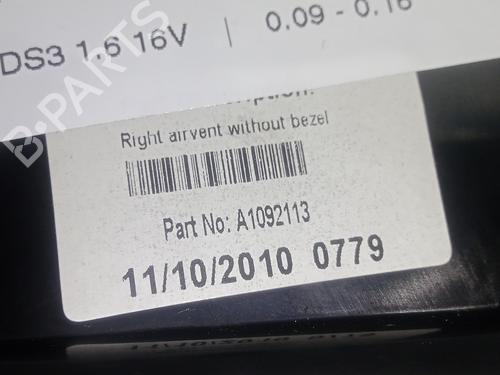 DS3 1.6 16V | 0.09 - 0.16
B-PARTS
Right airvent without bezel
Part No: A1092113
11/10/2010 0779